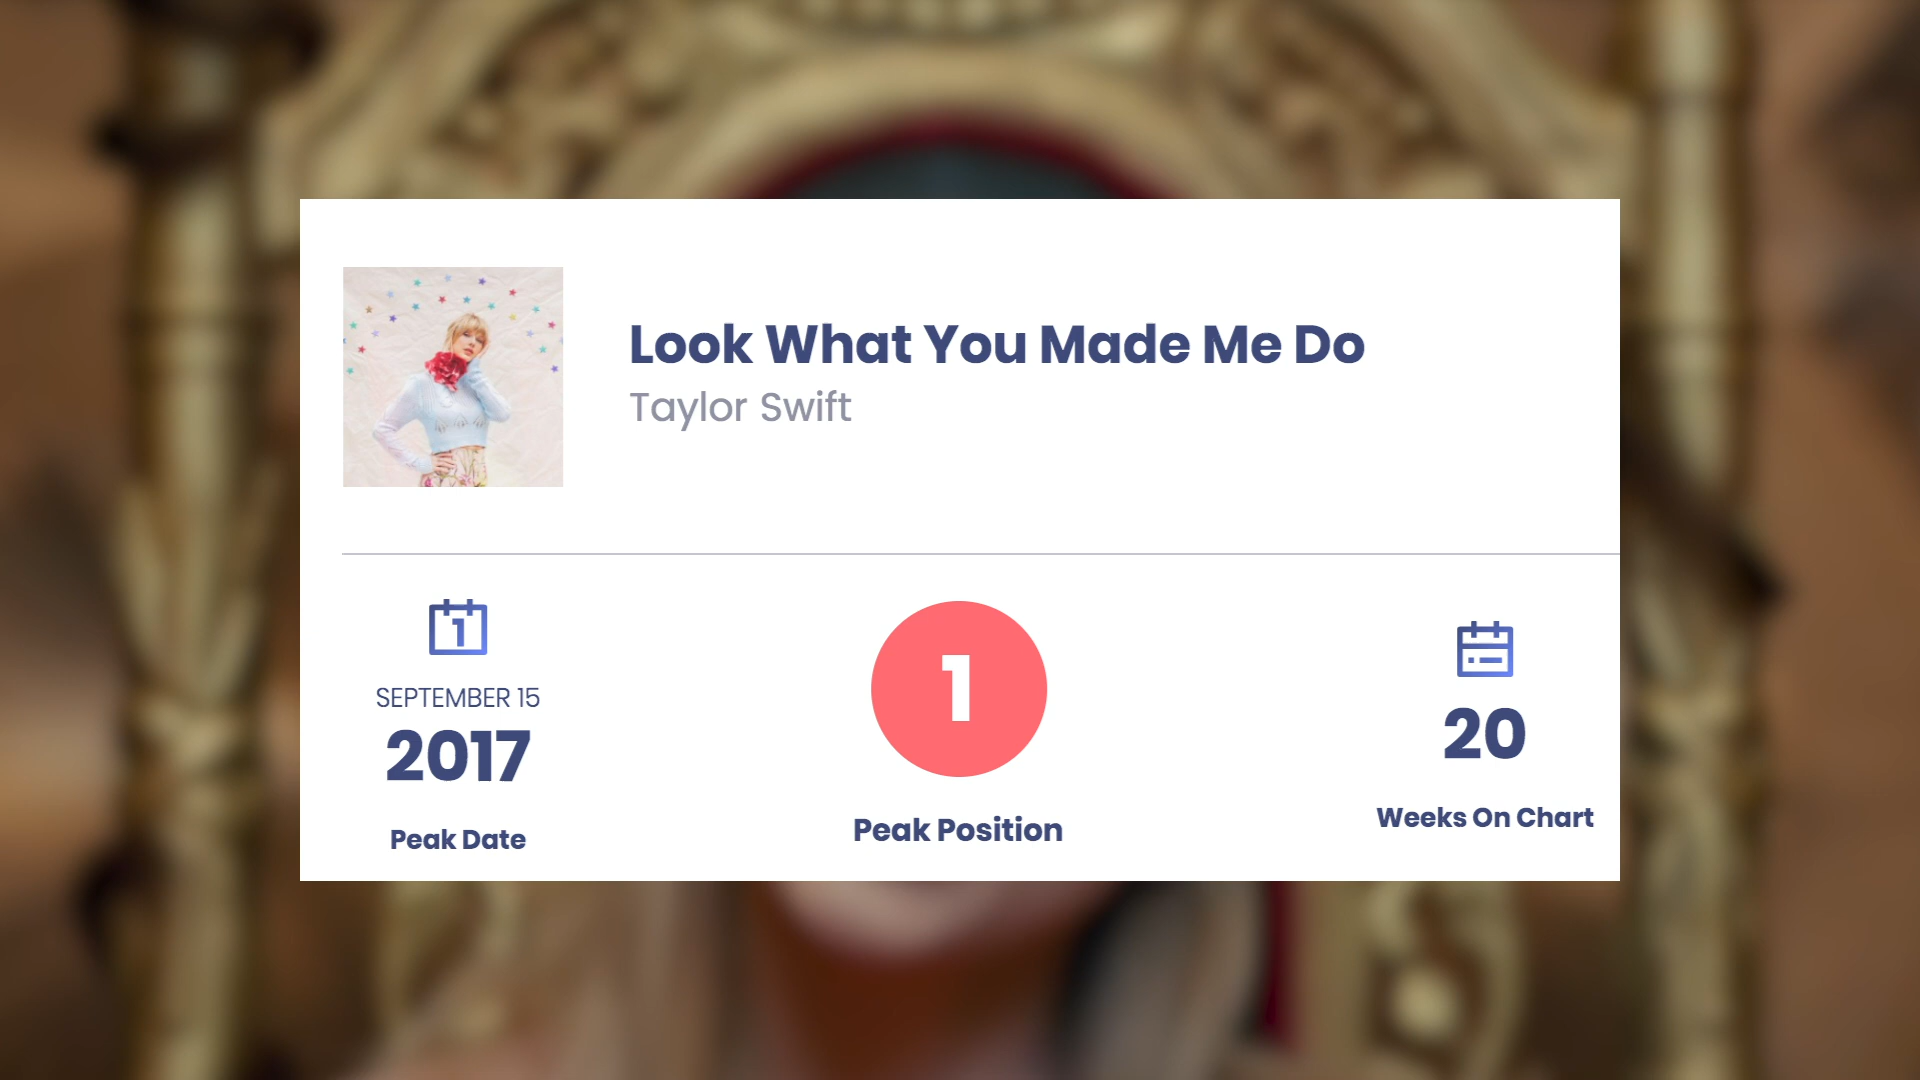 Look What You Made Me Do
Taylor Swift
1
SEPTEMBER 15
2017
Peak Date
1
Peak Position
20
Weeks On Chart